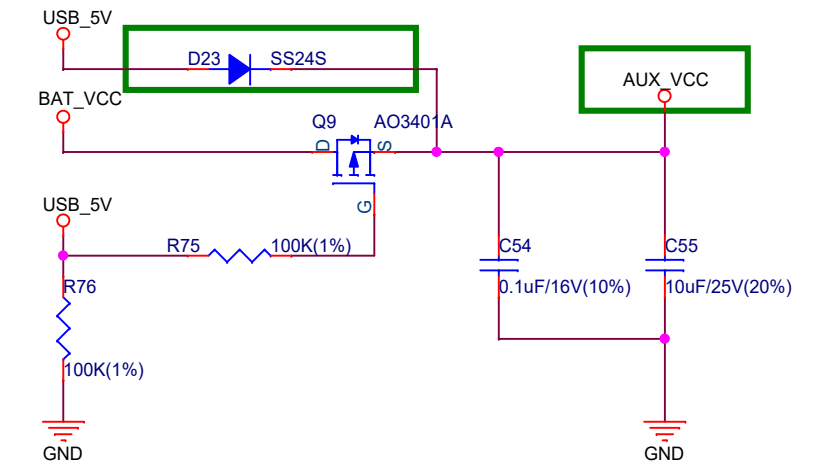 USB_5V
D23
SS24S
AUX_VCC
BAT_VCC
Q9
AO3401A
D
S
G
USB_5V
R75
100K(1%)
C54
C55
R76
0.1uF/16V(10%)
10uF/25V(20%)
100K(1%)
GND
GND